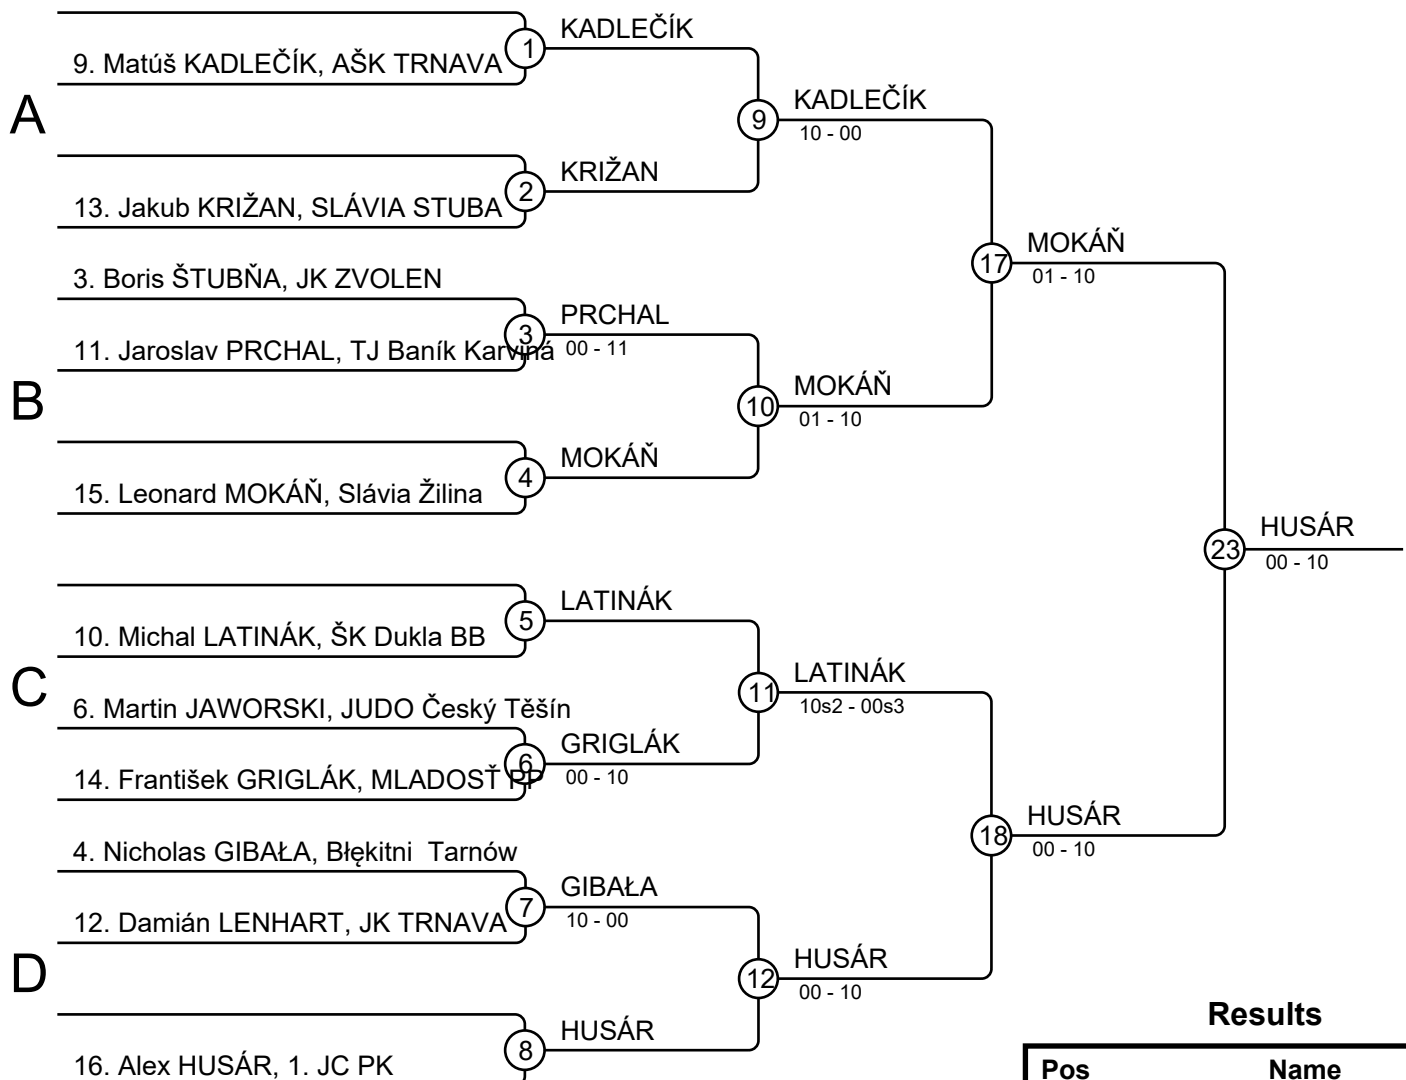 KADLEČÍK
1
9. Matúš KADLEČÍK, AŠK TRNAVA
A
KADLEČÍK
9
10 - 00
KRIŽAN
2
13. Jakub KRIŽAN, SLÁVIA STUBA
MOKÁŇ
17
01 - 10
3. Boris ŠTUBŇA, JK ZVOLEN
PRCHAL
3
00 - 11
11. Jaroslav PRCHAL, TJ Baník Karviná
B
MOKÁŇ
10
01 - 10
MOKÁŇ
4
15. Leonard MOKÁŇ, Slávia Žilina
HUSÁR
23
00 - 10
LATINÁK
5
10. Michal LATINÁK, ŠK Dukla BB
C
LATINÁK
11
10s2 - 00s3
6. Martin JAWORSKI, JUDO Český Těšín
GRIGLÁK
6
00 - 10
14. František GRIGLÁK, MLADOSŤ PP
HUSÁR
18
00 - 10
4. Nicholas GIBAŁA, Błękitni  Tarnów
GIBAŁA
7
10 - 00
12. Damián LENHART, JK TRNAVA
D
HUSÁR
12
00 - 10
HUSÁR
8
16. Alex HUSÁR, 1. JC PK
Results
Pos Name